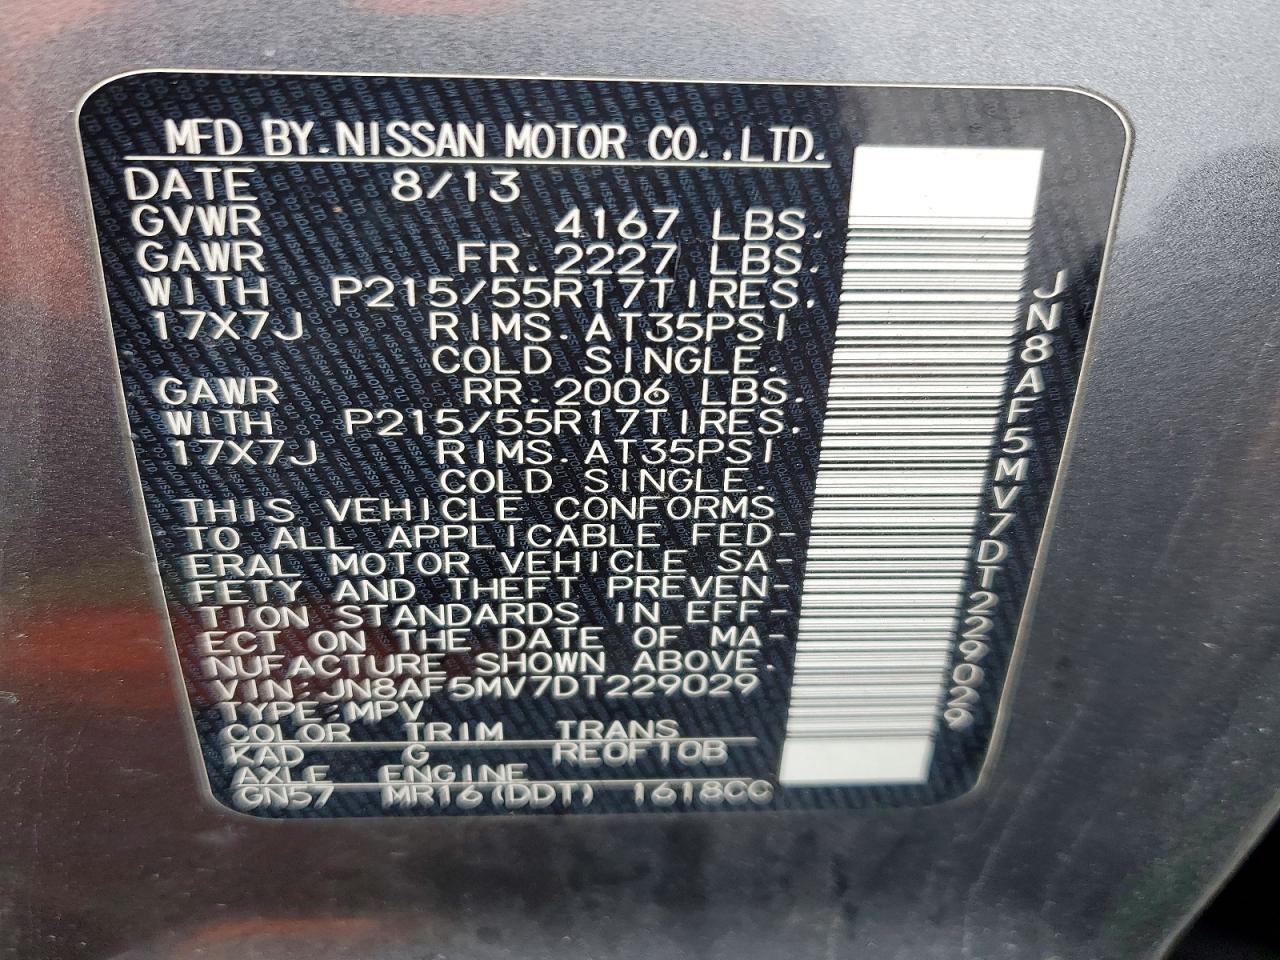 MFD BY.NISSAN MOTOR CO.,LTD.
DATE 8/13
GVWR 4167 LBS.
GAWR FR.2227 LBS.
WITH P215/55R17TIRES.
17X7J RIMS.AT35PSI
COLD SINGLE.
GAWR RR.2006 LBS.
WITH P215/55R17TIRES.
17X7J RIMS.AT35PSI
COLD SINGLE.
THIS VEHICLE CONFORMS
TO ALL APPLICABLE FED-
ERAL MOTOR VEHICLE SA-
FETY AND THEFT PREVEN-
TION STANDARDS IN EFF-
ECT ON THE DATE OF MA-
NUFACTURE SHOWN ABOVE.
VIN:JN8AF5MV7DT229029
TYPE:MPV
COLOR TRIM TRANS
KAD G RE0F10B
AXLE ENGINE
GN57 MR16(DDT) 1618CC
JN8AF5MV7DT229029